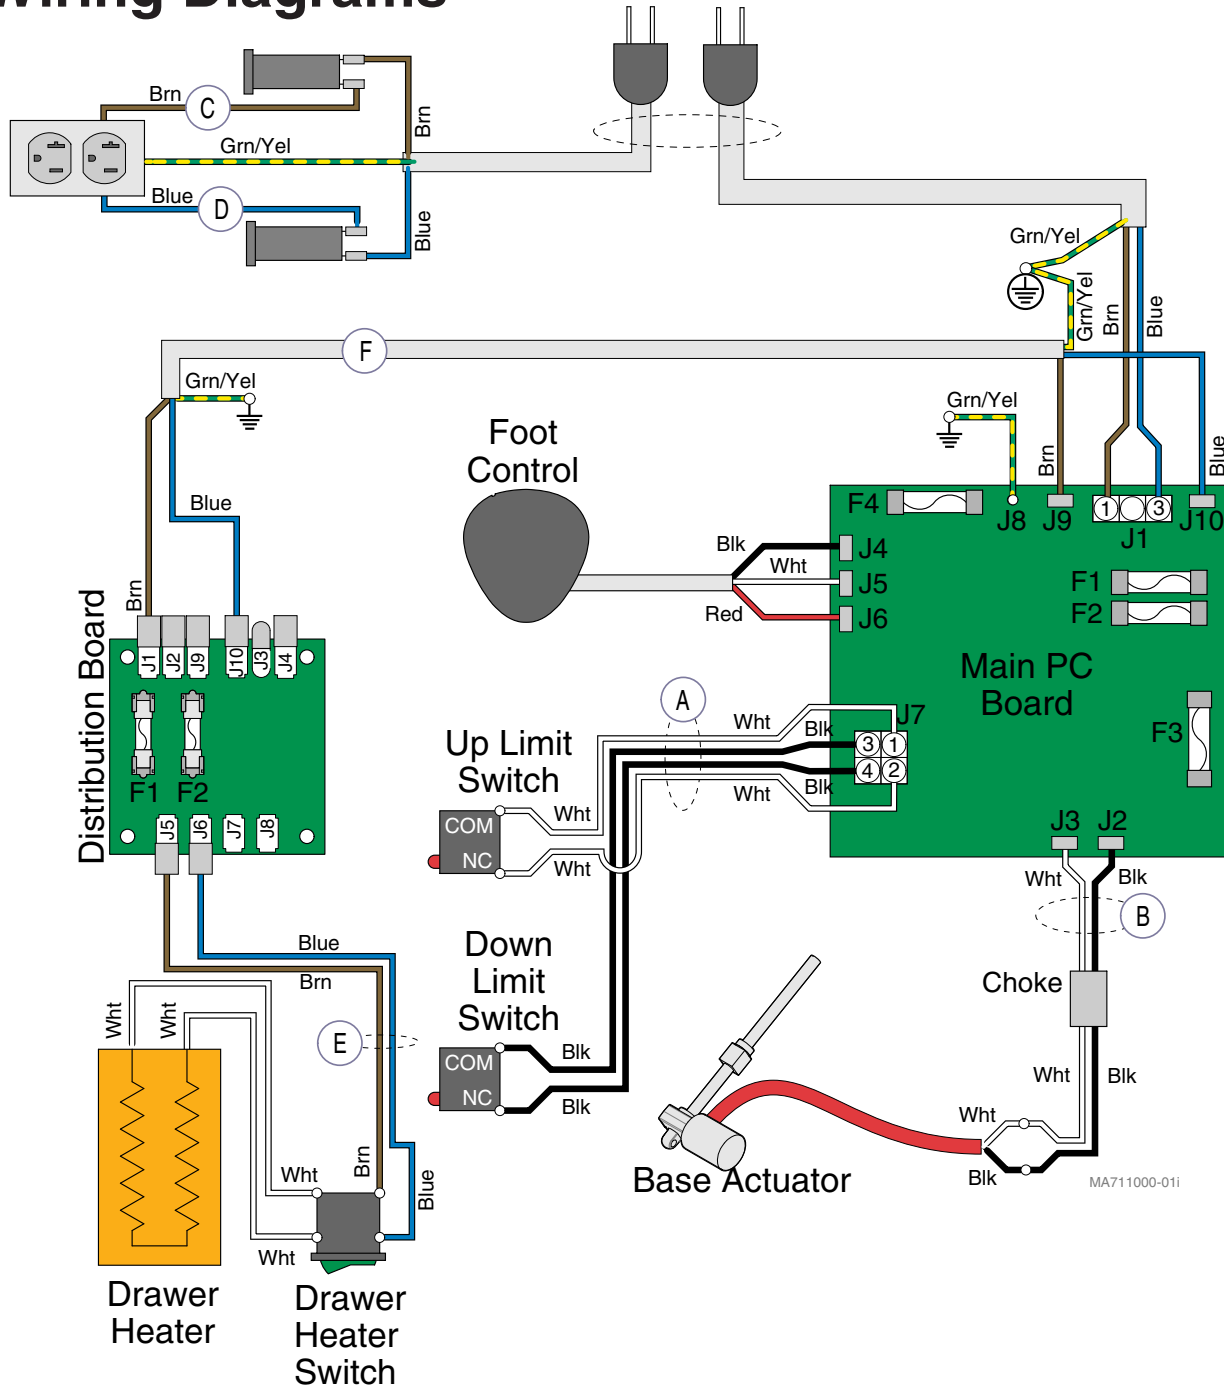 Wiring Diagrams
Brn
C
Brn
Grn/Yel
Blue
D
Blue
Grn/Yel
Grn/Yel
Brn
Blue
F
Grn/Yel
Grn/Yel
Blue
Brn
Brn
Blue
Foot
Control
F4
J8
J9
1
3
J1
J10
Blk
Wht
Red
J4
J5
J6
F1
F2
Main PC
Board
F3
Distribution Board
J1
J2
J9
J10
J3
J4
F1
F2
J5
J6
J7
J8
A
Wht
Blk
J7
3
1
4
2
Blk
Wht
Up Limit
Switch
Wht
COM
NC
Wht
J3
J2
Wht
Blk
B
Choke
Down
Limit
Switch
Blk
COM
NC
Blk
Blue
Brn
Wht
Wht
E
Wht
Blk
Wht
Blk
Base Actuator
MA711000-01i
Wht
Brn
Blue
Wht
Drawer
Heater
Drawer
Heater
Switch